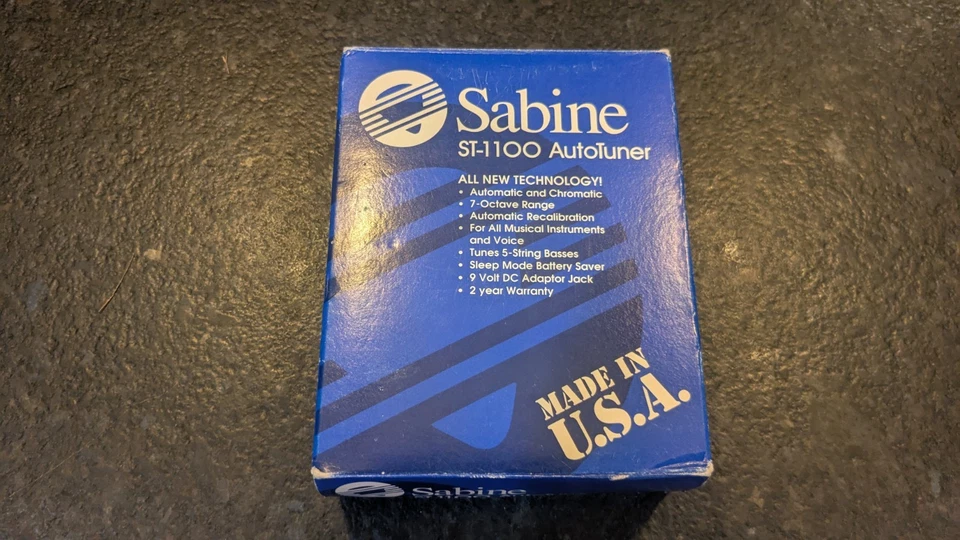 Sabine
ST-1100 AutoTuner
ALL NEW TECHNOLOGY!
• Automatic and Chromatic
• 7-Octave Range
• Automatic Recalibration
• For All Musical Instruments
and Voice
• Tunes 5-String Basses
• Sleep Mode Battery Saver
• 9 Volt DC Adaptor Jack
• 2 year Warranty
MADE IN
U.S.A.
Sabine